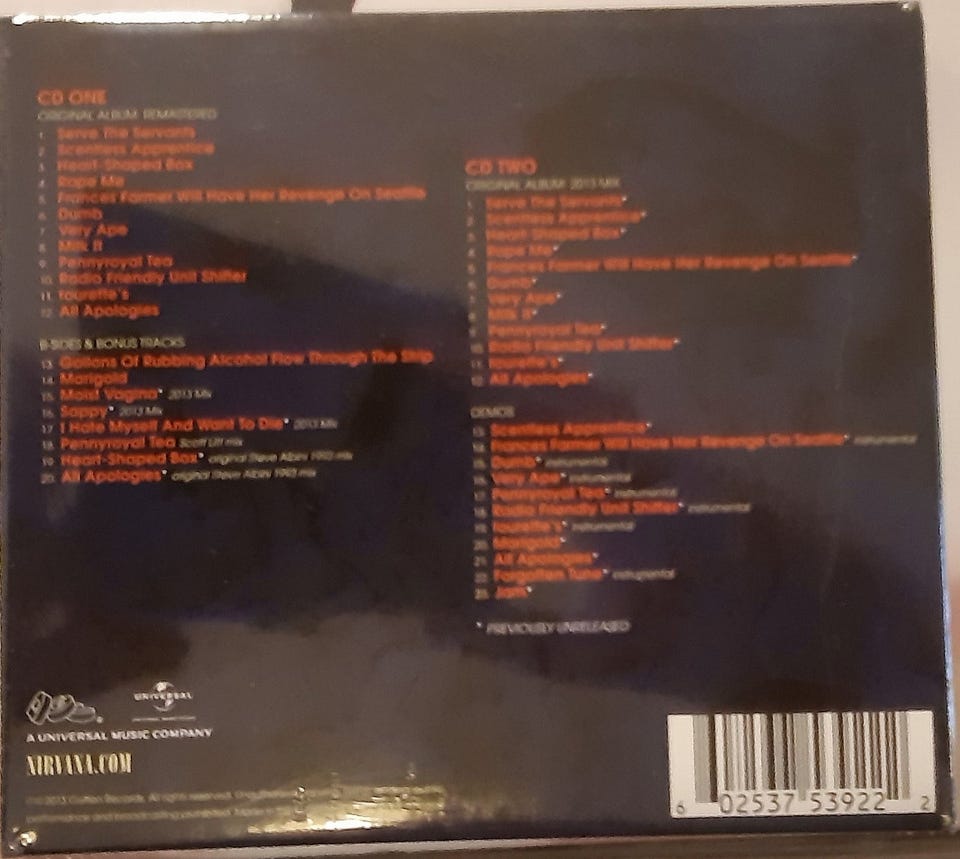 CD ONE
ORIGINAL ALBUM: REMASTERED
1. Serve The Servants
2. Scentless Apprentice
3. Heart-Shaped Box
4. Rape Me
5. Frances Farmer Will Have Her Revenge On Seattle
6. Dumb
7. Very Ape
8. Milk It
9. Pennyroyal Tea
10. Radio Friendly Unit Shifter
11. tourette's
12. All Apologies
B-SIDES & BONUS TRACKS
13. Gallons Of Rubbing Alcohol Flow Through The Strip
14. Marigold
15. Moist Vagina* 2013 Mix
16. Sappy* 2013 Mix
17. I Hate Myself And Want To Die* 2013 Mix
18. Pennyroyal Tea Scott Litt mix
19. Heart-Shaped Box* original Steve Albini 1993 mix
20. All Apologies* original Steve Albini 1993 mix
CD TWO
ORIGINAL ALBUM: 2013 MIX
1. Serve The Servants*
2. Scentless Apprentice*
3. Heart-Shaped Box*
4. Rape Me*
5. Frances Farmer Will Have Her Revenge On Seattle*
6. Dumb*
7. Very Ape*
8. Milk It*
9. Pennyroyal Tea*
10. Radio Friendly Unit Shifter*
11. tourette's*
12. All Apologies*
DEMOS
13. Scentless Apprentice*
14. Frances Farmer Will Have Her Revenge On Seattle* instrumental
15. Dumb* instrumental
16. Very Ape* instrumental
17. Pennyroyal Tea* instrumental
18. Radio Friendly Unit Shifter* instrumental
19. tourette's* instrumental
20. Marigold*
21. All Apologies*
22. Forgotten Tune* instrumental
23. Jam*
* PREVIOUSLY UNRELEASED
UNIVERSAL
A UNIVERSAL MUSIC COMPANY
NIRVANA.COM
2013 Geffen Records. All rights reserved.
6 02537 53922 2